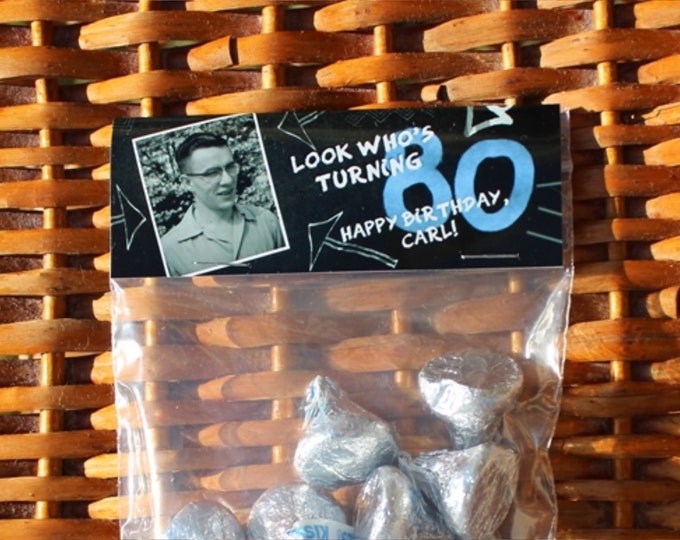 LOOK WHO'S
TURNING
80
HAPPY BIRTHDAY,
CARL!